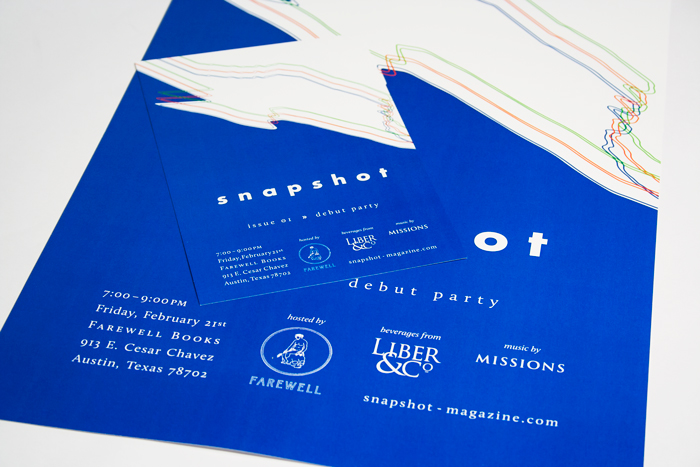 snapshot
issue 01 » debut party
7:00–9:00PM
Friday, February 21st
FAREWELL BOOKS
913 E. Cesar Chavez
Austin, Texas 78702
hosted by
FAREWELL
beverages from
LIBER
&Co
music by
MISSIONS
snapshot-magazine.com
ot
debut party
7:00–9:00PM
Friday, February 21st
FAREWELL BOOKS
913 E. Cesar Chavez
Austin, Texas 78702
hosted by
FAREWELL
beverages from
LIBER
&Co
music by
MISSIONS
snapshot-magazine.com